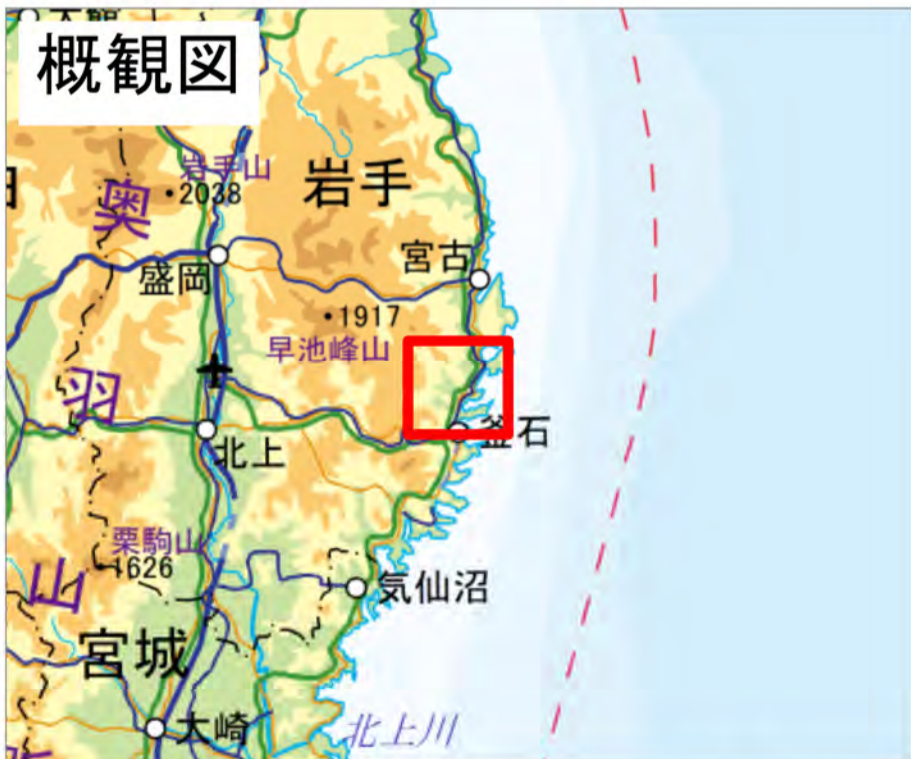 概観図
岩手山
・2038
岩手
奥
盛岡
宮古
・1917
早池峰山
羽
北上
釜石
栗駒山
・1626
山
気仙沼
宮城
大崎
北上川